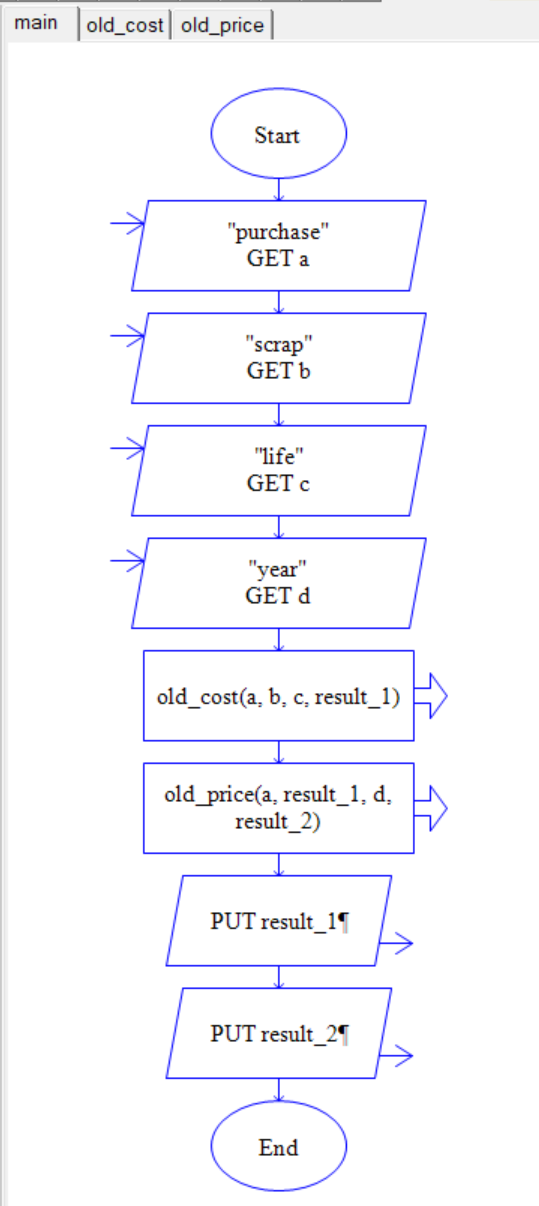 main old_cost old_price
Start
"purchase"
GET a
"scrap"
GET b
"life"
GET c
"year"
GET d
old_cost(a, b, c, result_1)
old_price(a, result_1, d,
result_2)
PUT result_1¶
PUT result_2¶
End